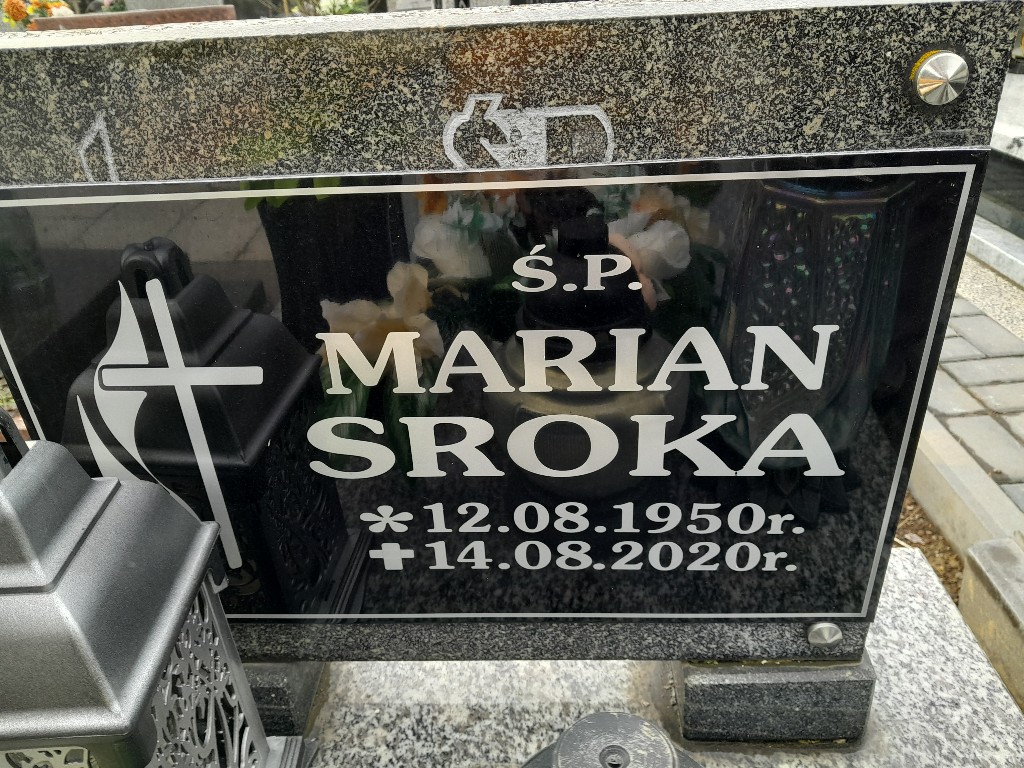 Ś.P.
MARIAN
SROKA
* 12.08.1950r.
✝ 14.08.2020r.